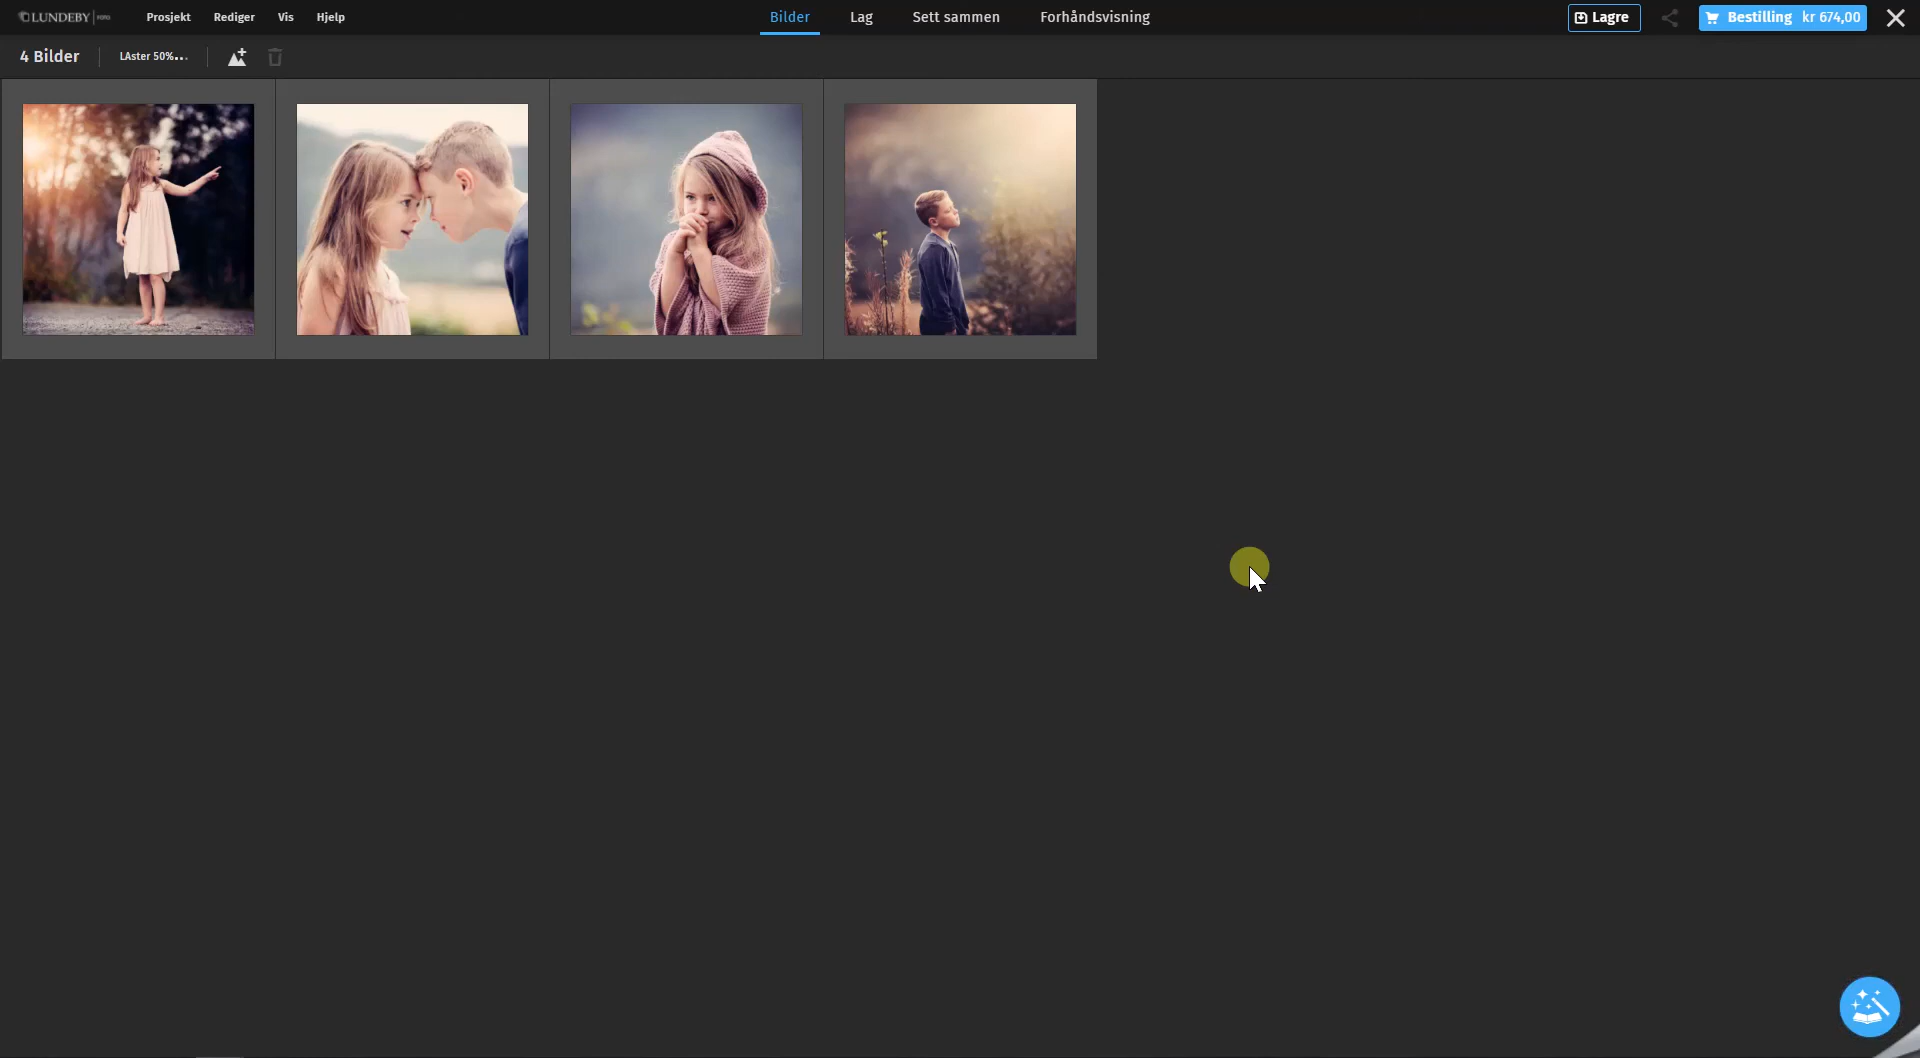 LUNDEBY FOTO Prosjekt Rediger Vis Hjelp Bilder Lag Sett sammen Forhåndsvisning Lagre Bestilling kr 674,00
4 Bilder LAster 50%...